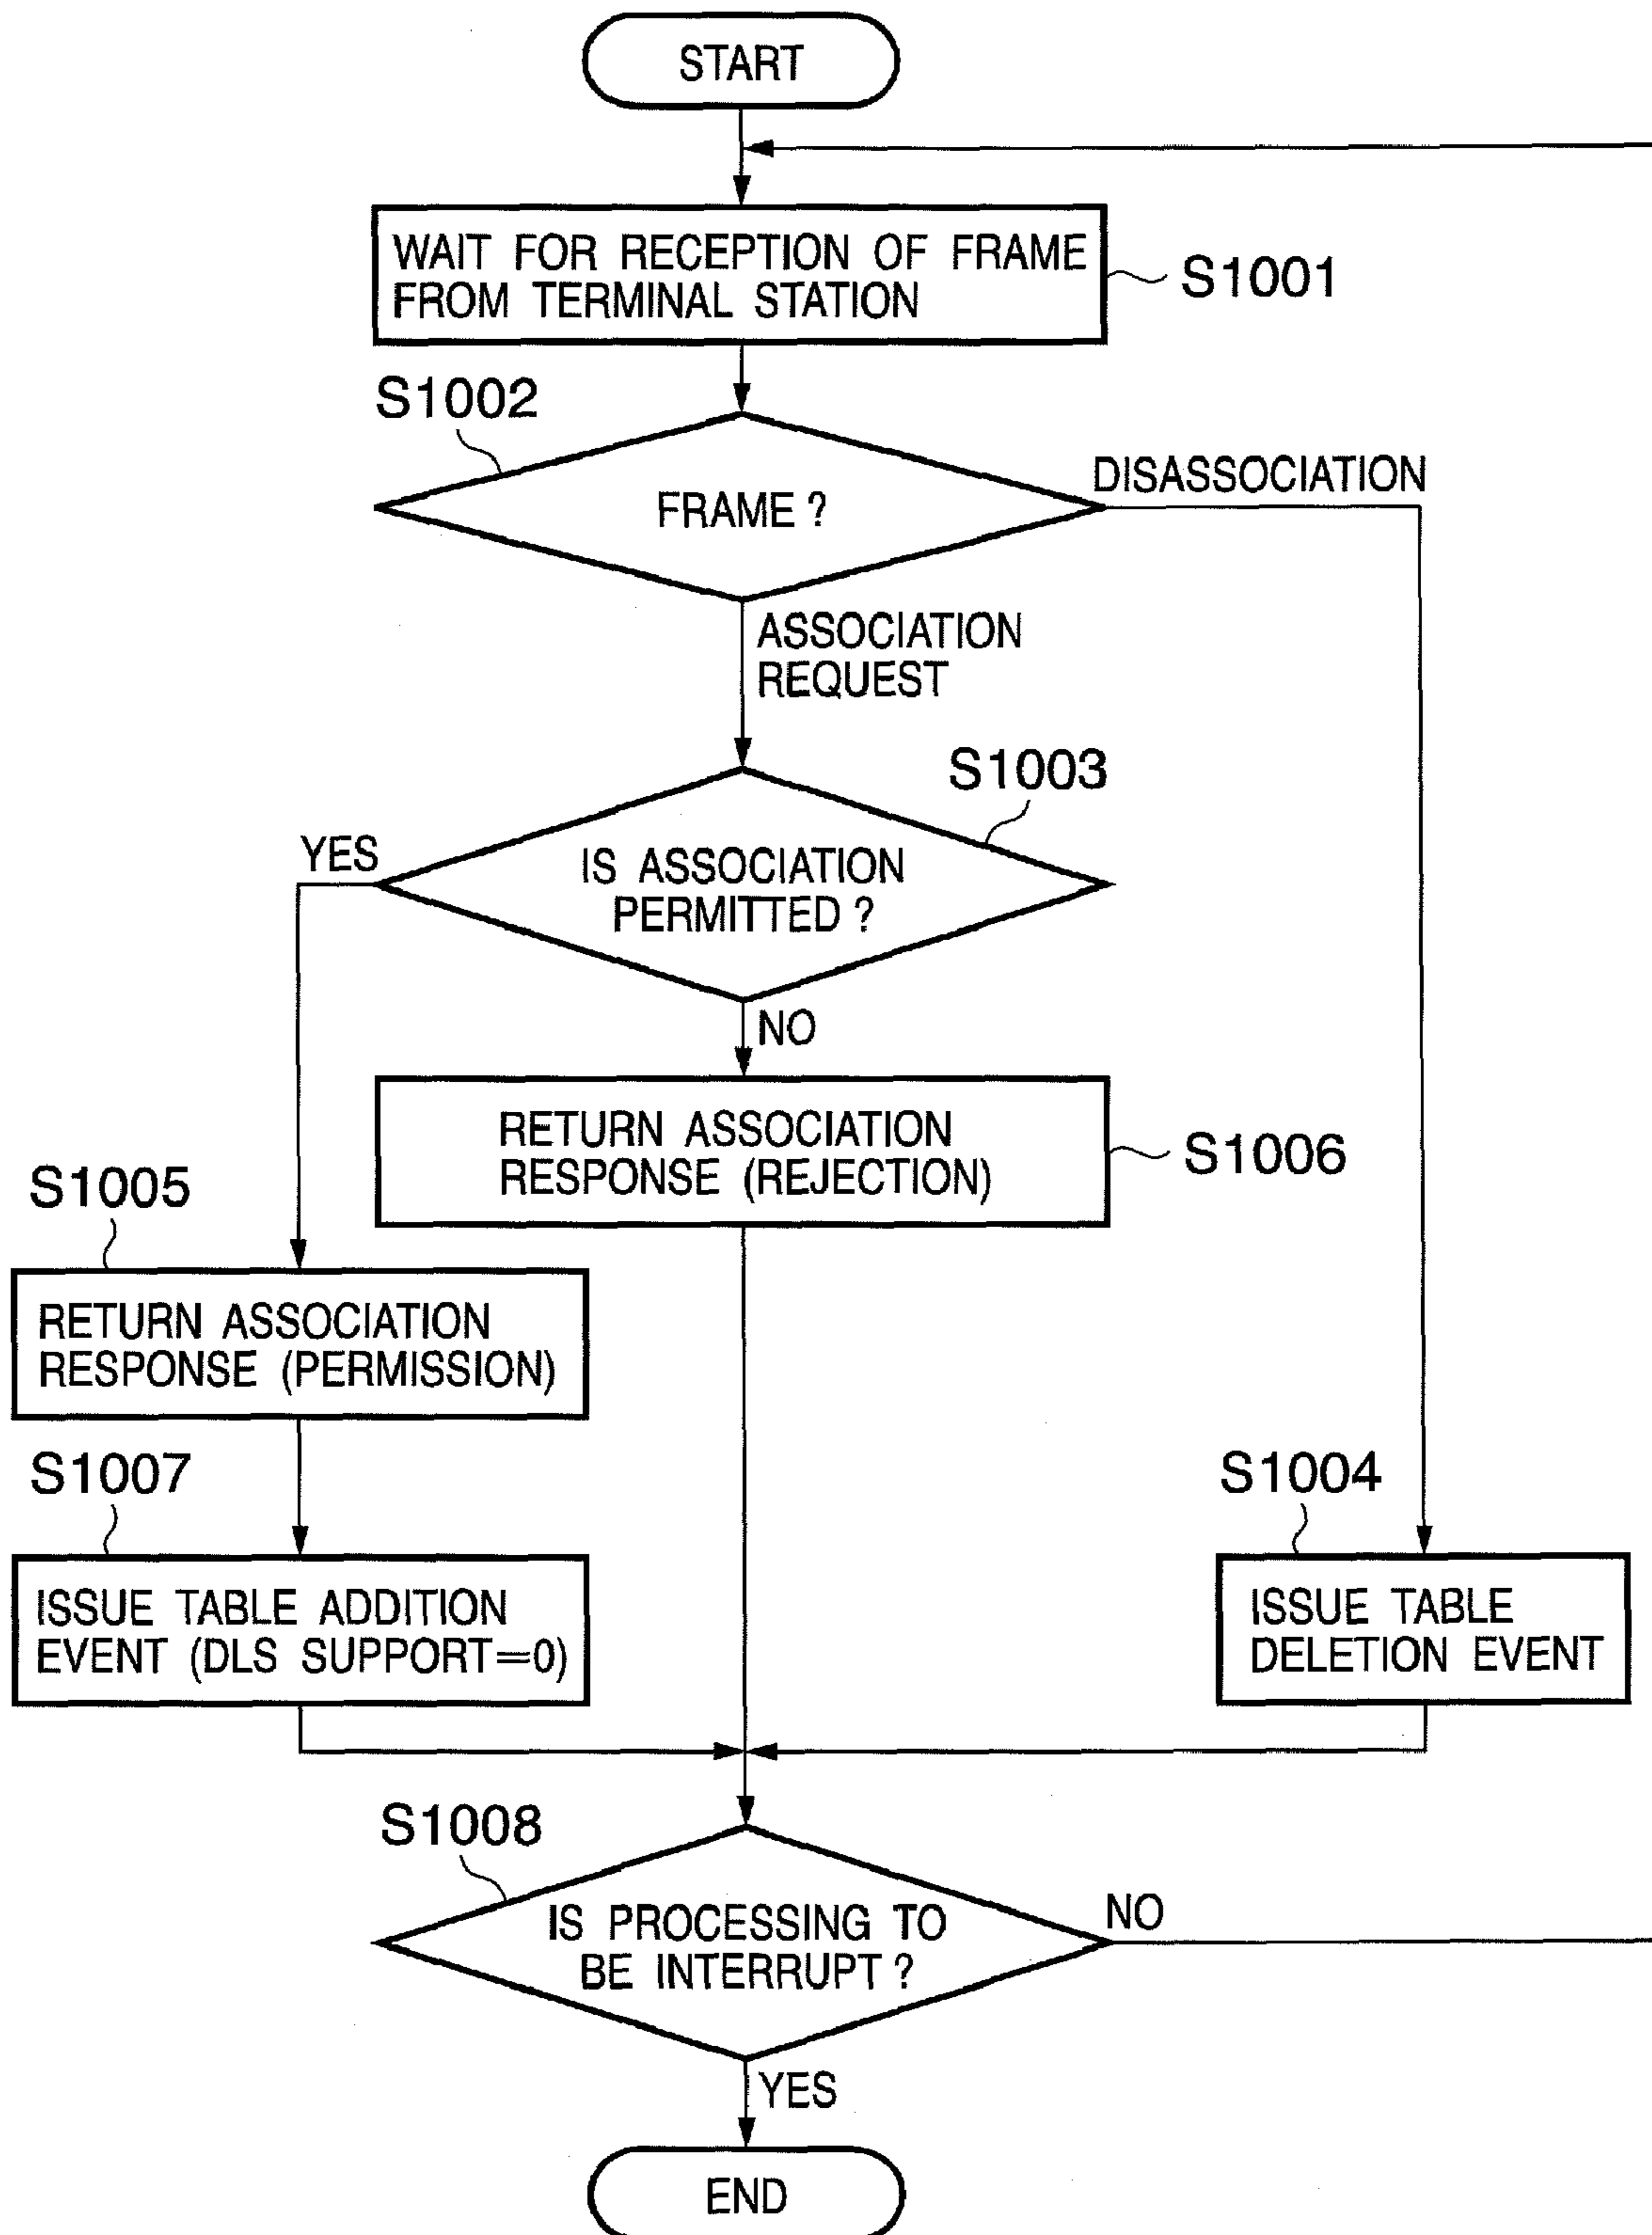 START
WAIT FOR RECEPTION OF FRAME
FROM TERMINAL STATION
S1001
S1002
FRAME ?
DISASSOCIATION
ASSOCIATION
REQUEST
S1003
YES
IS ASSOCIATION
PERMITTED ?
NO
RETURN ASSOCIATION
RESPONSE (REJECTION)
S1006
S1005
RETURN ASSOCIATION
RESPONSE (PERMISSION)
S1007
ISSUE TABLE ADDITION
EVENT (DLS SUPPORT=0)
S1004
ISSUE TABLE
DELETION EVENT
S1008
IS PROCESSING TO
BE INTERRUPT ?
NO
YES
END